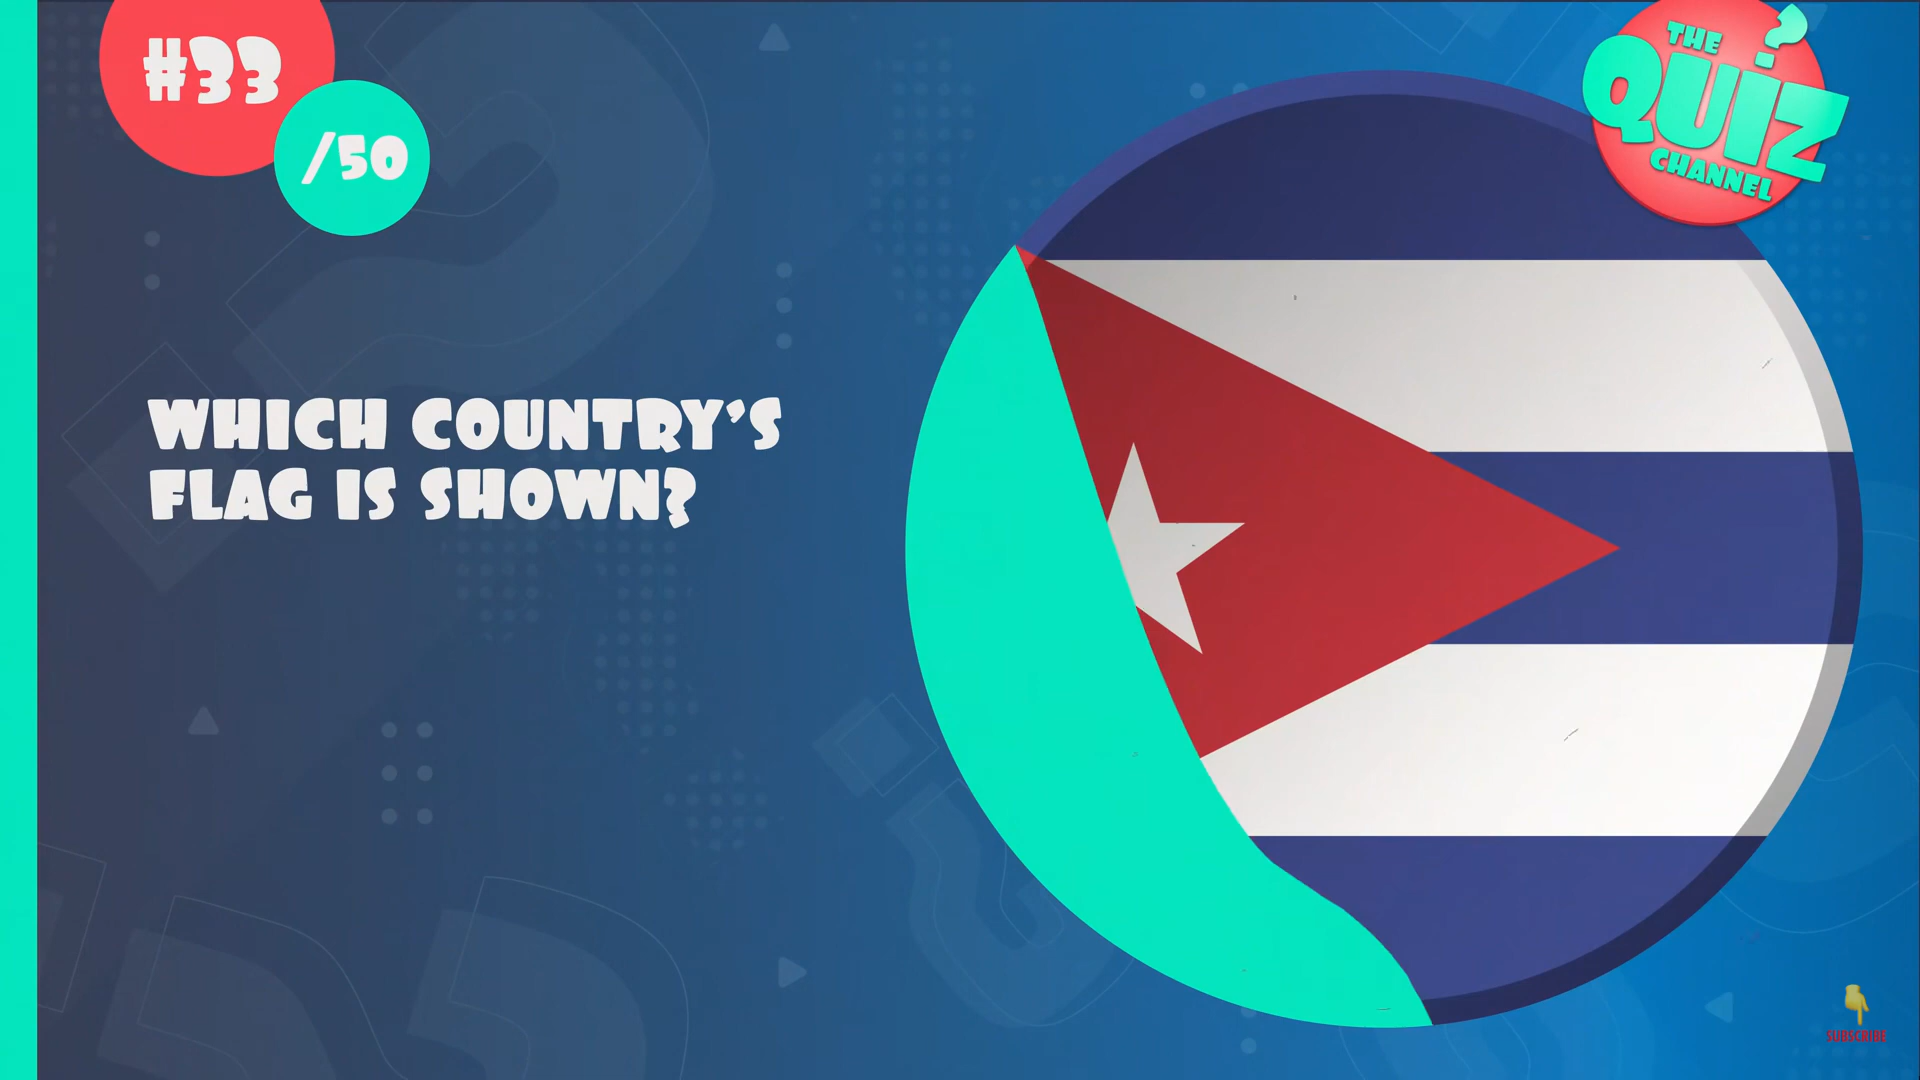 #33
/50
THE
QUIZ
CHANNEL
WHICH COUNTRY'S
FLAG IS SHOWN?
SUBSCRIBE